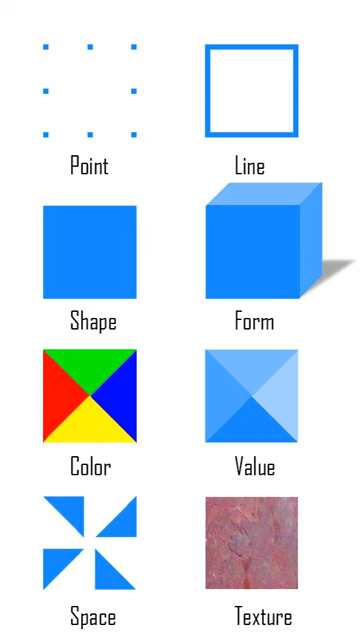 Point
Line
Shape
Form
Color
Value
Space
Texture